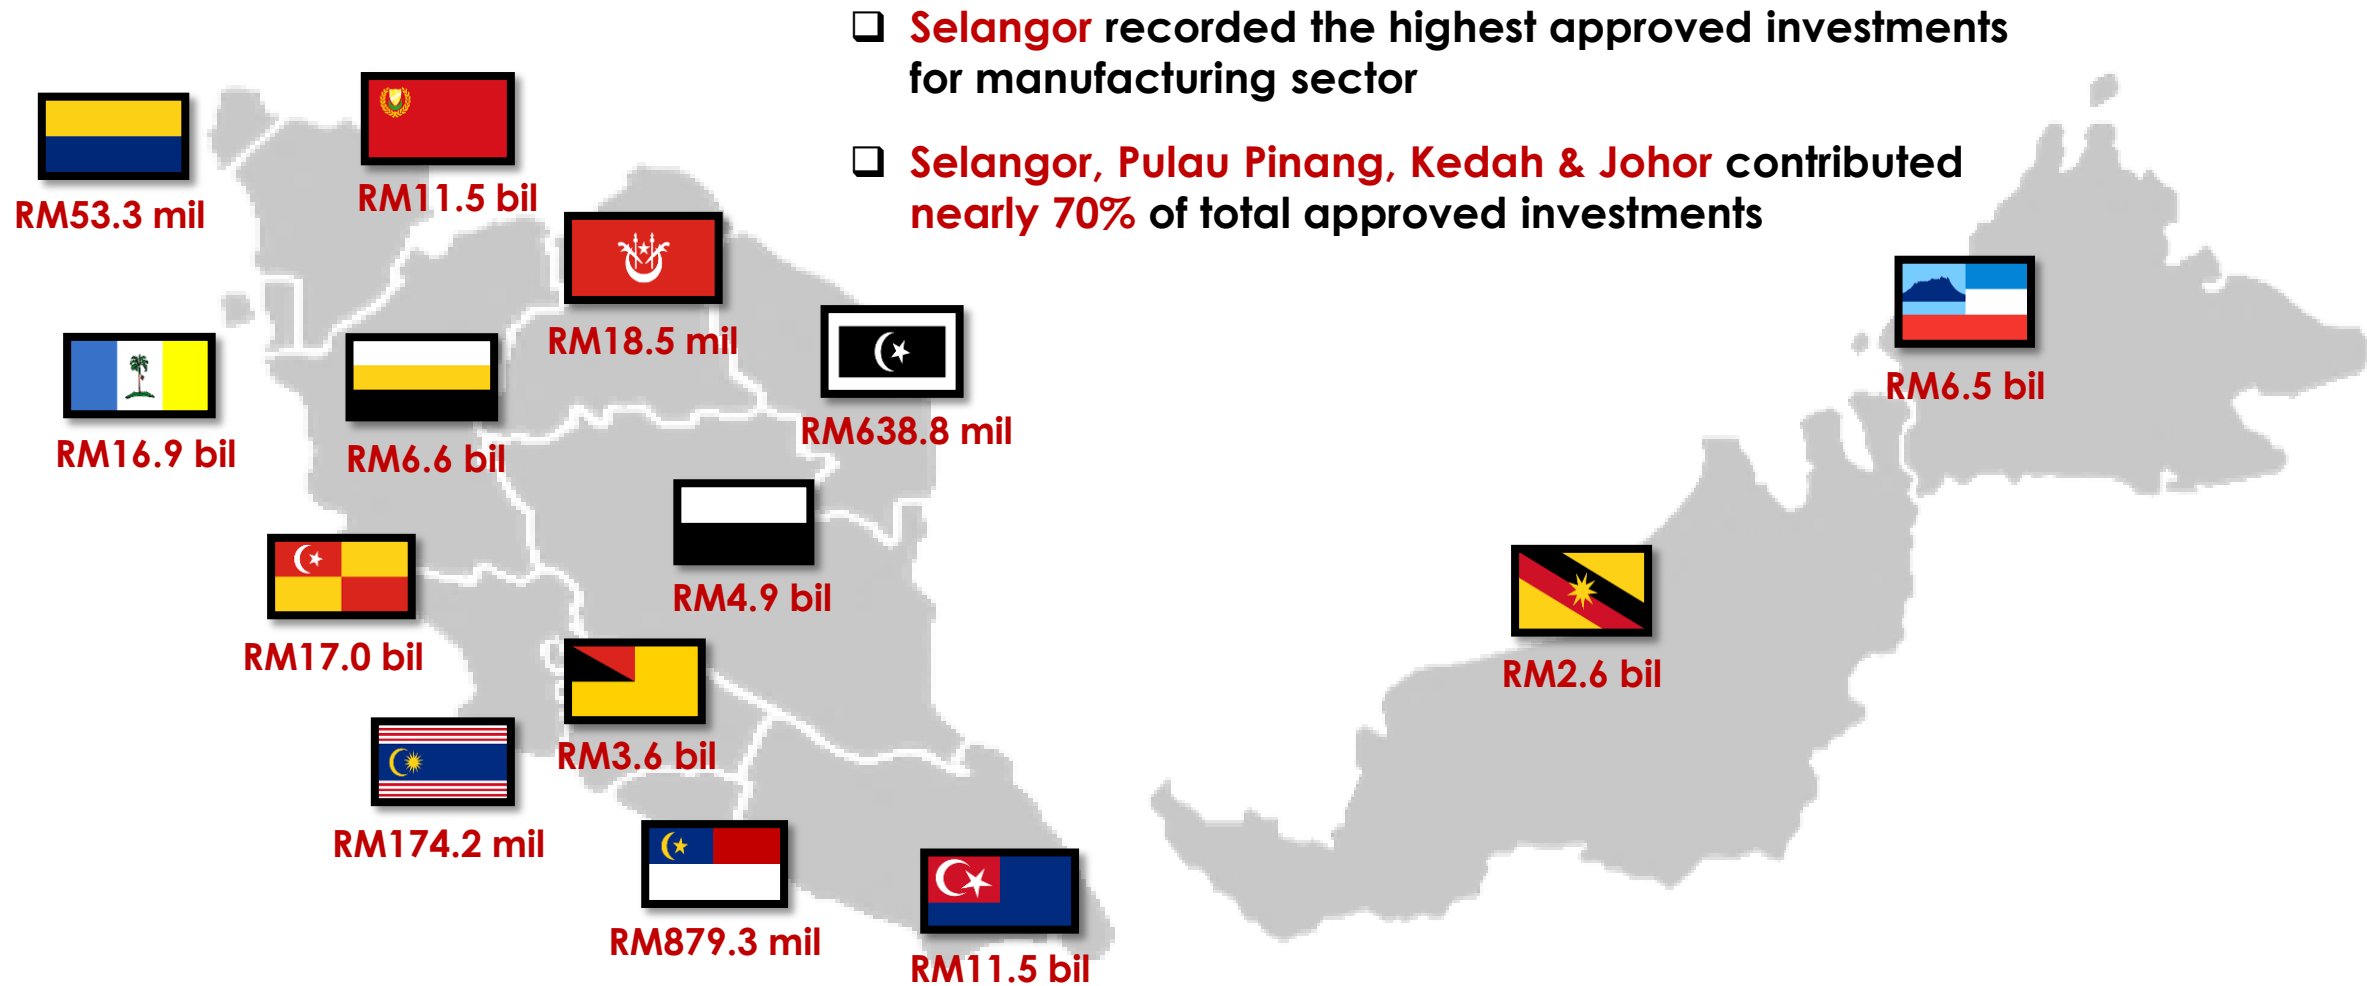 ❑ Selangor recorded the highest approved investments
for manufacturing sector
❑ Selangor, Pulau Pinang, Kedah & Johor contributed
nearly 70% of total approved investments
RM53.3 mil
RM11.5 bil
RM18.5 mil
RM638.8 mil
RM6.5 bil
RM16.9 bil
RM6.6 bil
RM4.9 bil
RM17.0 bil
RM2.6 bil
RM3.6 bil
RM174.2 mil
RM879.3 mil
RM11.5 bil